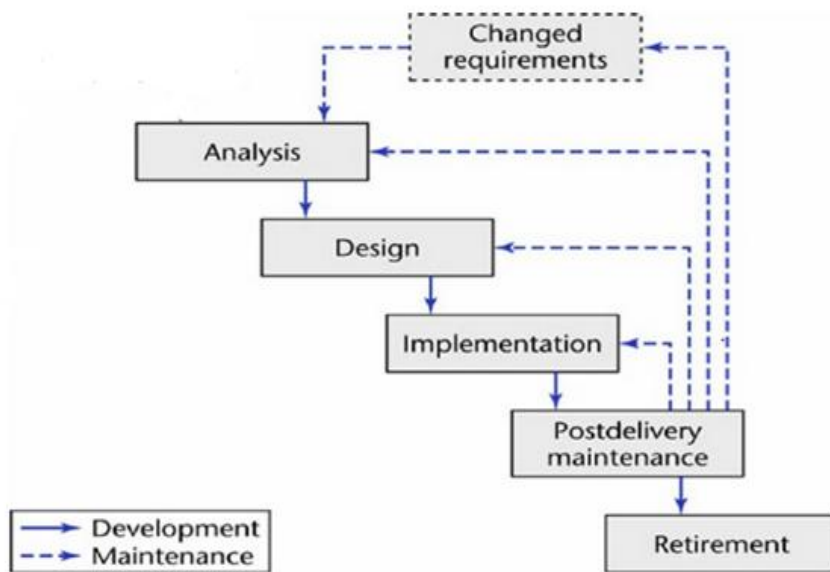 Changed
requirements
Analysis
Design
Implementation
Postdelivery
maintenance
Development
Maintenance
Retirement